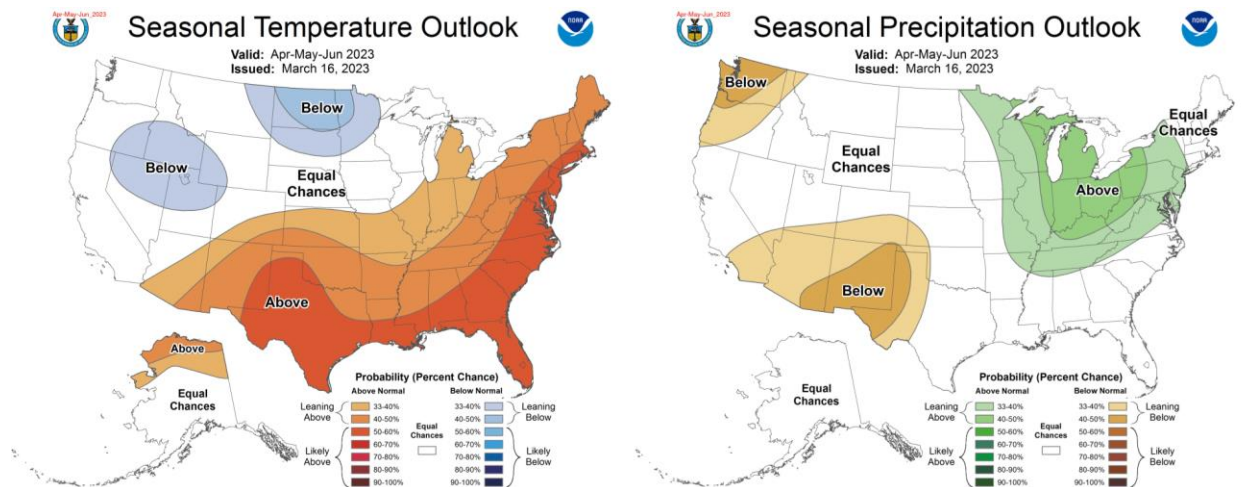 Apr-May-Jun_2023
Seasonal Temperature Outlook
NOAA
Valid: Apr-May-Jun 2023
Issued: March 16, 2023
Below
Below
Equal
Chances
Above
Above
Equal
Chances
Probability (Percent Chance)
Above Normal
Below Normal
Leaning
Above
33-40%
40-50%
Likely
Above
50-60%
60-70%
70-80%
80-90%
90-100%
Equal
Chances
33-40%
40-50%
Leaning
Below
50-60%
60-70%
70-80%
80-90%
90-100%
Likely
Below
Apr-May-Jun_2023
Seasonal Precipitation Outlook
NOAA
Valid: Apr-May-Jun 2023
Issued: March 16, 2023
Below
Equal
Chances
Equal
Chances
Above
Below
Equal
Chances
Probability (Percent Chance)
Above Normal
Below Normal
Leaning
Above
33-40%
40-50%
Likely
Above
50-60%
60-70%
70-80%
80-90%
90-100%
Equal
Chances
33-40%
40-50%
Leaning
Below
50-60%
60-70%
70-80%
80-90%
90-100%
Likely
Below